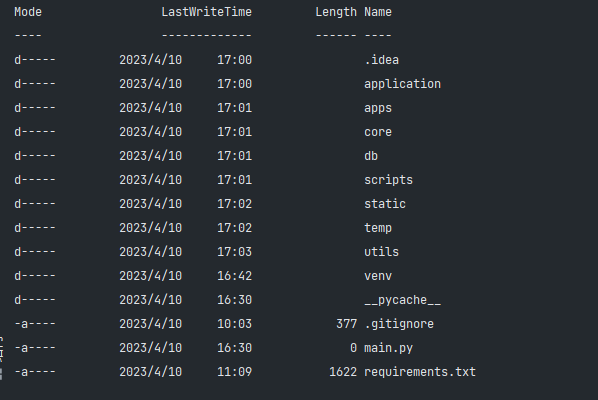 Mode                 LastWriteTime         Length Name
----                 -------------         ------ ----
d-----         2023/4/10     17:00                .idea
d-----         2023/4/10     17:00                application
d-----         2023/4/10     17:01                apps
d-----         2023/4/10     17:01                core
d-----         2023/4/10     17:01                db
d-----         2023/4/10     17:01                scripts
d-----         2023/4/10     17:02                static
d-----         2023/4/10     17:02                temp
d-----         2023/4/10     17:03                utils
d-----         2023/4/10     16:42                venv
d-----         2023/4/10     16:30                __pycache__
-a----         2023/4/10     10:03            377 .gitignore
-a----         2023/4/10     16:30              0 main.py
-a----         2023/4/10     11:09           1622 requirements.txt